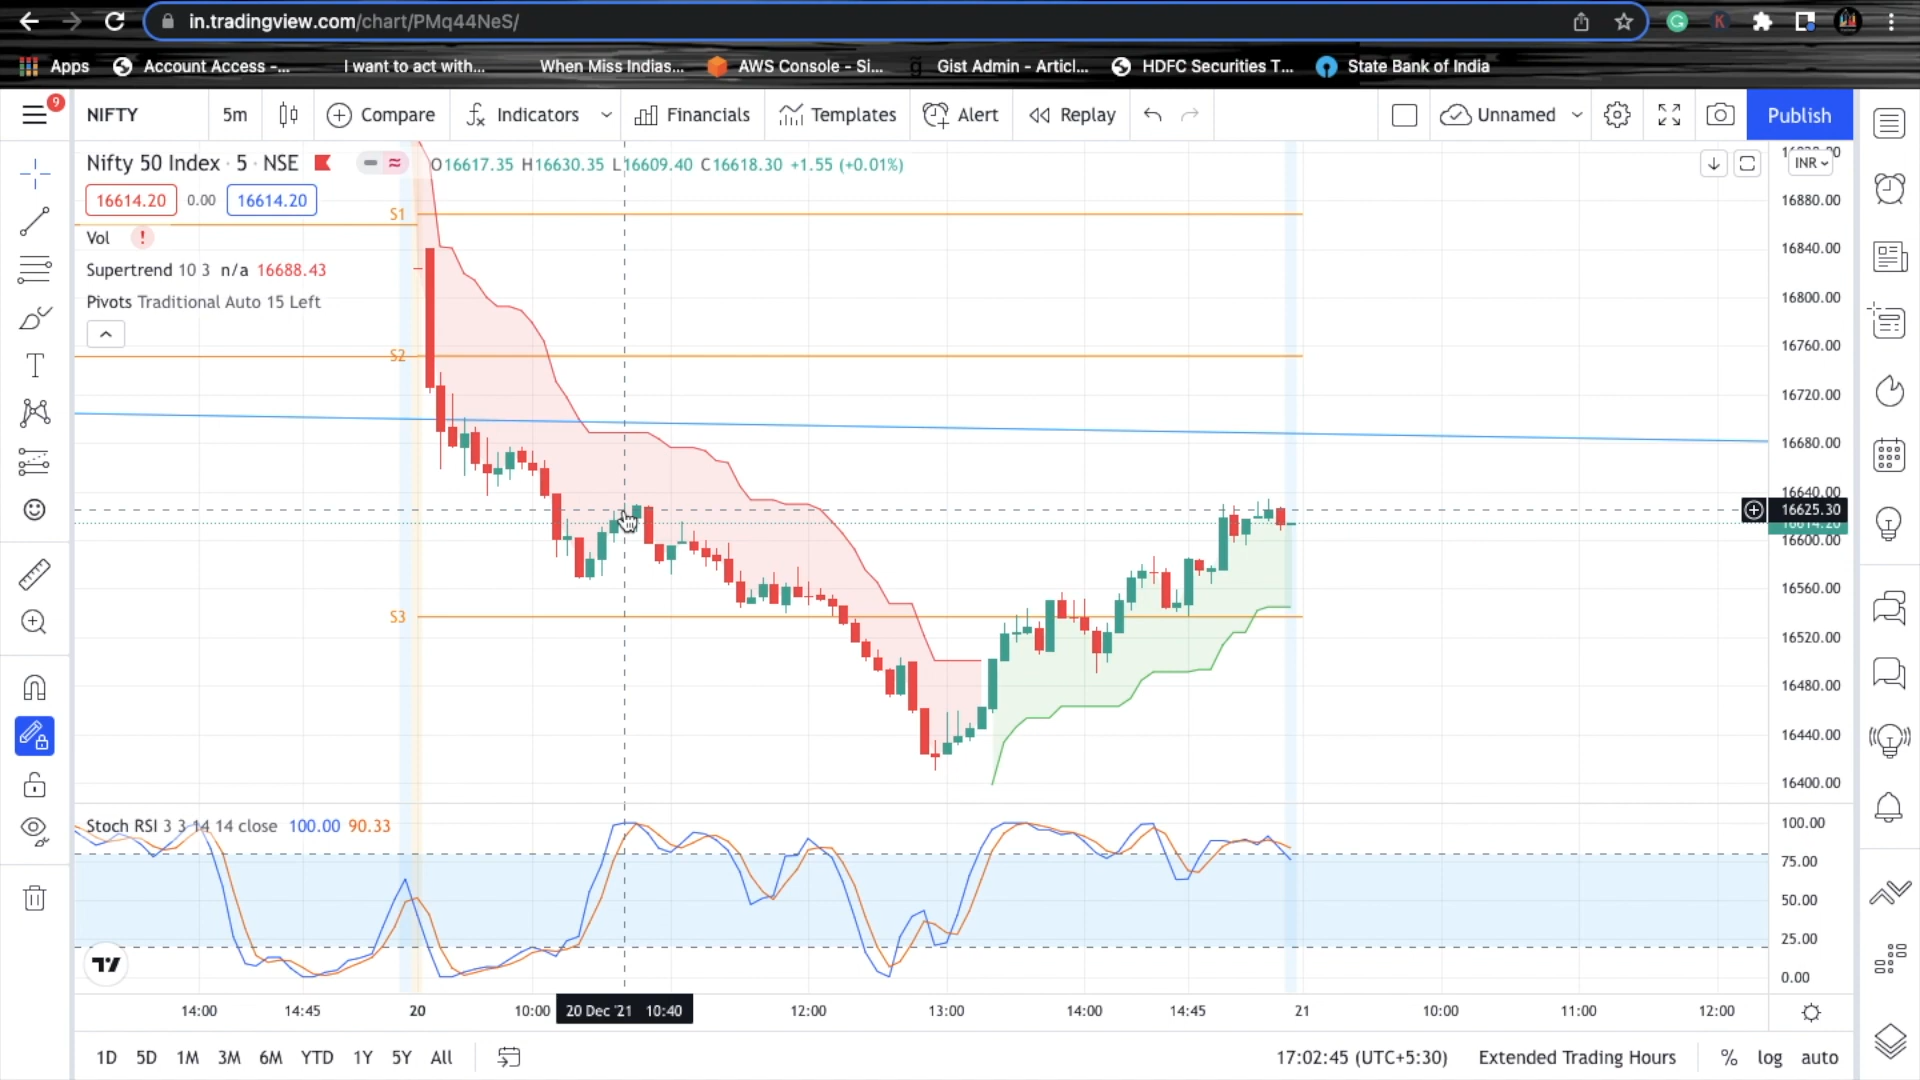 in.tradingview.com/chart/PMq44NeS/
Apps Account Access -... I want to act with... When Miss Indias... AWS Console - Si... Gist Admin - Articl... HDFC Securities T... State Bank of India
9
NIFTY 5m Compare Indicators Financials Templates Alert Replay Unnamed Publish
Nifty 50 Index · 5 · NSE O16617.35 H16630.35 L16609.40 C16618.30 +1.55 (+0.01%)
INR
16614.20 0.00 16614.20
Vol !
Supertrend 10 3 n/a 16688.43
Pivots Traditional Auto 15 Left
S1
S2
S3
16880.00
16840.00
16800.00
16760.00
16720.00
16680.00
16640.00
16625.30
16614.20
16600.00
16560.00
16520.00
16480.00
16440.00
16400.00
Stoch RSI 3 3 14 14 close 100.00 90.33
100.00
75.00
50.00
25.00
0.00
14:00 14:45 20 10:00 20 Dec '21 10:40 12:00 13:00 14:00 14:45 21 10:00 11:00 12:00
1D 5D 1M 3M 6M YTD 1Y 5Y All 17:02:45 (UTC+5:30) Extended Trading Hours % log auto